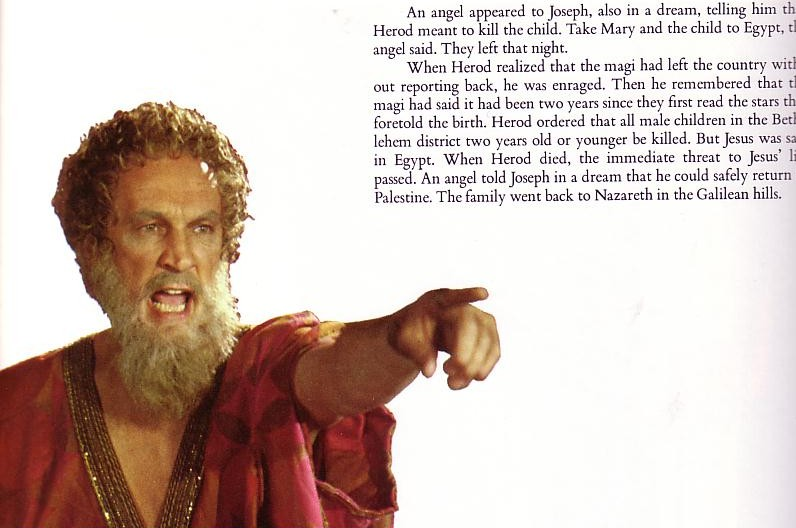 An angel appeared to Joseph, also in a dream, telling him
Herod meant to kill the child. Take Mary and the child to Egypt,
angel said. They left that night.
When Herod realized that the magi had left the country with-
out reporting back, he was enraged. Then he remembered that
magi had said it had been two years since they first read the stars
foretold the birth. Herod ordered that all male children in the
lehem district two years old or younger be killed. But Jesus was
in Egypt. When Herod died, the immediate threat to Jesus'
passed. An angel told Joseph in a dream that he could safely return
Palestine. The family went back to Nazareth in the Galilean hills.